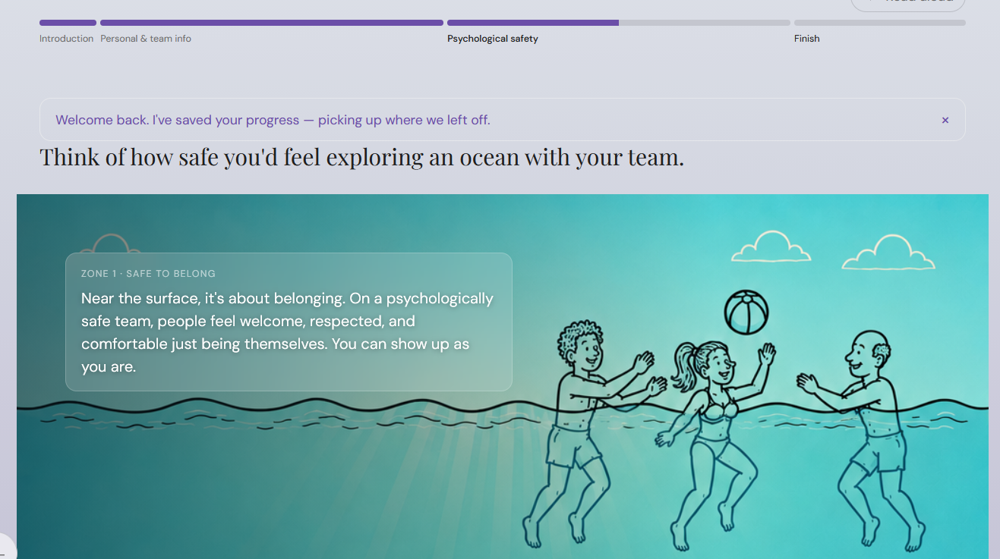 Read aloud
Introduction
Personal & team info
Psychological safety
Finish
Welcome back. I've saved your progress — picking up where we left off.
×
Think of how safe you'd feel exploring an ocean with your team.
ZONE 1 · SAFE TO BELONG
Near the surface, it's about belonging. On a psychologically
safe team, people feel welcome, respected, and
comfortable just being themselves. You can show up as
you are.